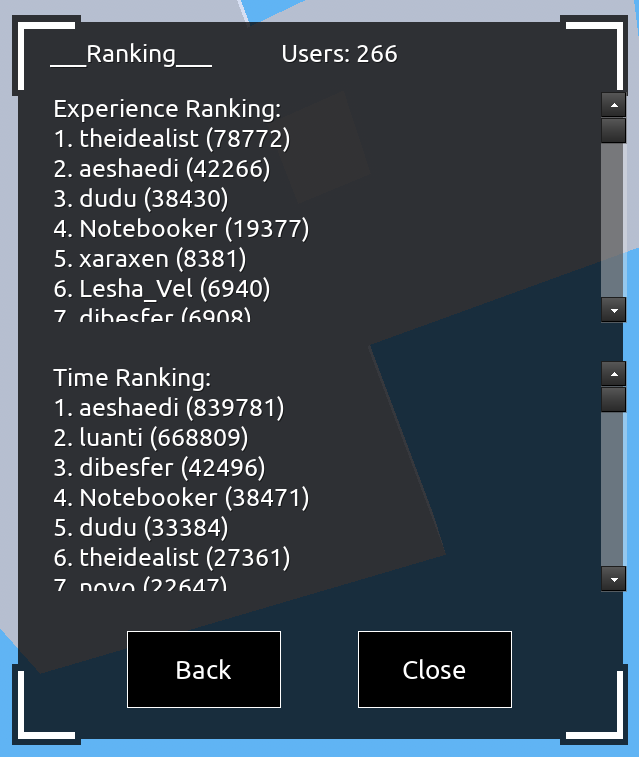 ___Ranking___ Users: 266
Experience Ranking:
1. theidealist (78772)
2. aeshaedi (42266)
3. dudu (38430)
4. Notebooker (19377)
5. xaraxen (8381)
6. Lesha_Vel (6940)
7. dibesfer (6908)
Time Ranking:
1. aeshaedi (839781)
2. luanti (668809)
3. dibesfer (42496)
4. Notebooker (38471)
5. dudu (33384)
6. theidealist (27361)
7. novo (22647)
Back Close